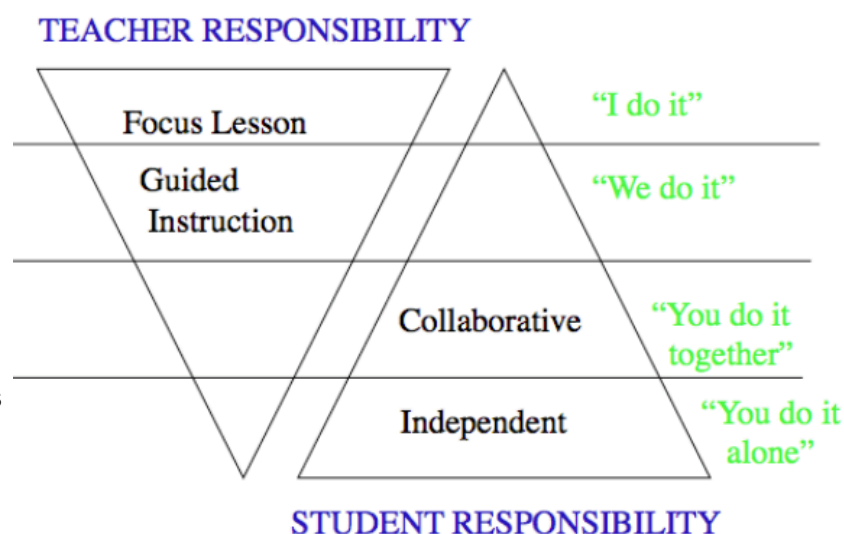 TEACHER RESPONSIBILITY
Focus Lesson
“I do it”
Guided
Instruction
“We do it”
Collaborative
“You do it
together”
Independent
“You do it
alone”
STUDENT RESPONSIBILITY